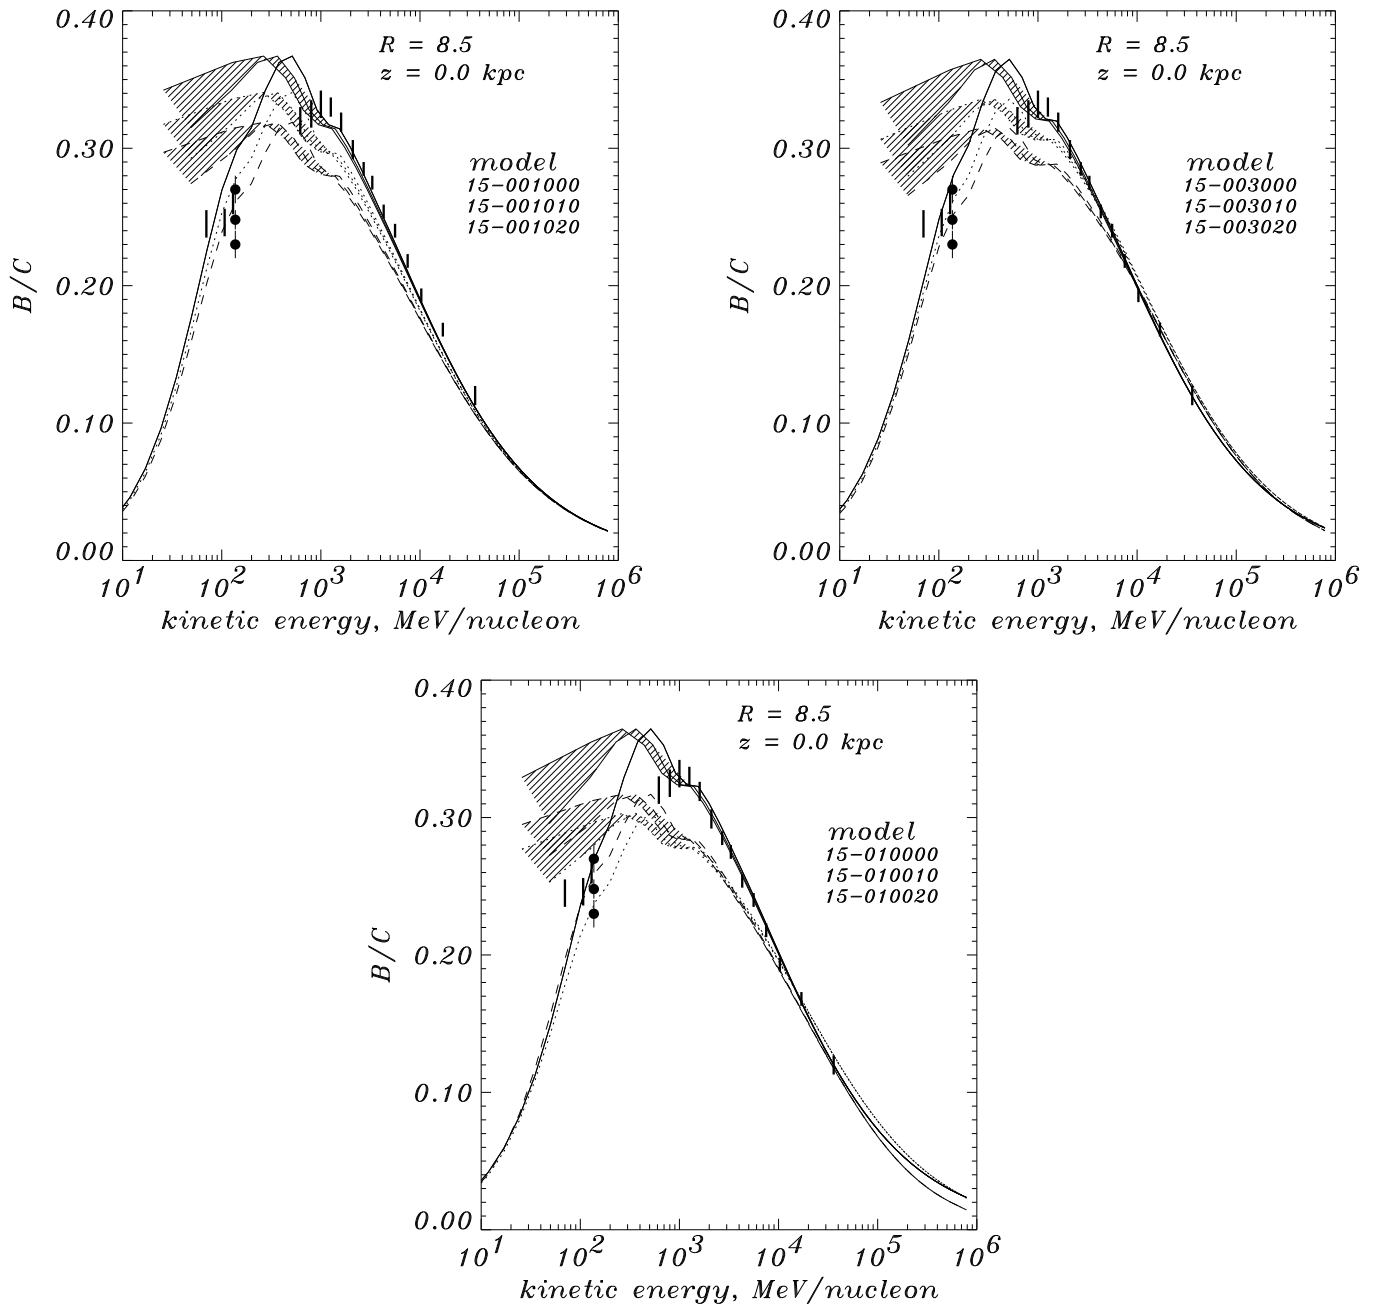 0.40
0.30
0.20
0.10
0.00
B/C
R = 8.5
z = 0.0 kpc
model
15-001000
15-001010
15-001020
10^1 10^2 10^3 10^4 10^5 10^6
kinetic energy, MeV/nucleon
0.40
0.30
0.20
0.10
0.00
B/C
R = 8.5
z = 0.0 kpc
model
15-003000
15-003010
15-003020
10^1 10^2 10^3 10^4 10^5 10^6
kinetic energy, MeV/nucleon
0.40
0.30
0.20
0.10
0.00
B/C
R = 8.5
z = 0.0 kpc
model
15-010000
15-010010
15-010020
10^1 10^2 10^3 10^4 10^5 10^6
kinetic energy, MeV/nucleon